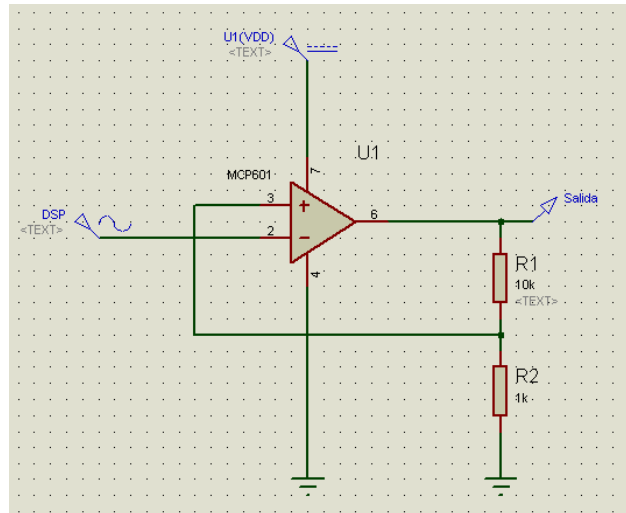 U1(VDD)
<TEXT>
U1
MCP601
7
3
+
6
2
−
4
DSP
<TEXT>
Salida
R1
10k
<TEXT>
R2
1k